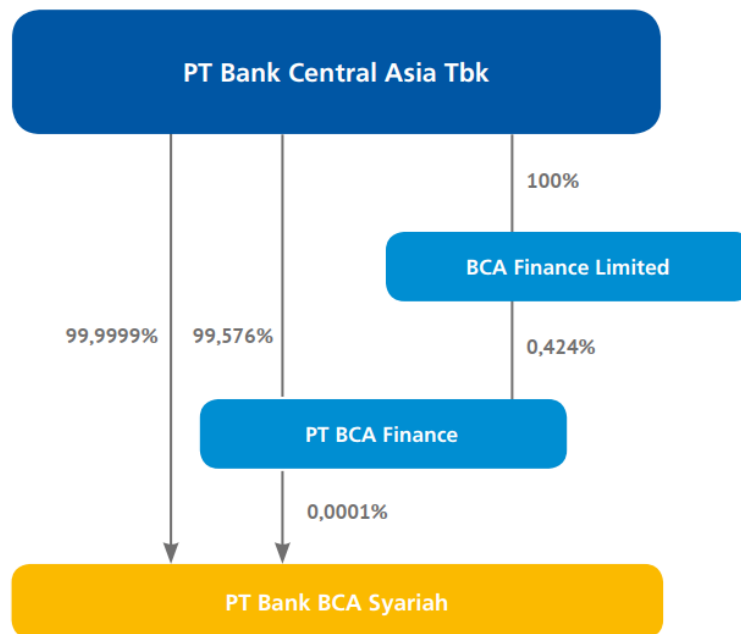 PT Bank Central Asia Tbk
100%
BCA Finance Limited
99,9999%
99,576%
0,424%
PT BCA Finance
0,0001%
PT Bank BCA Syariah